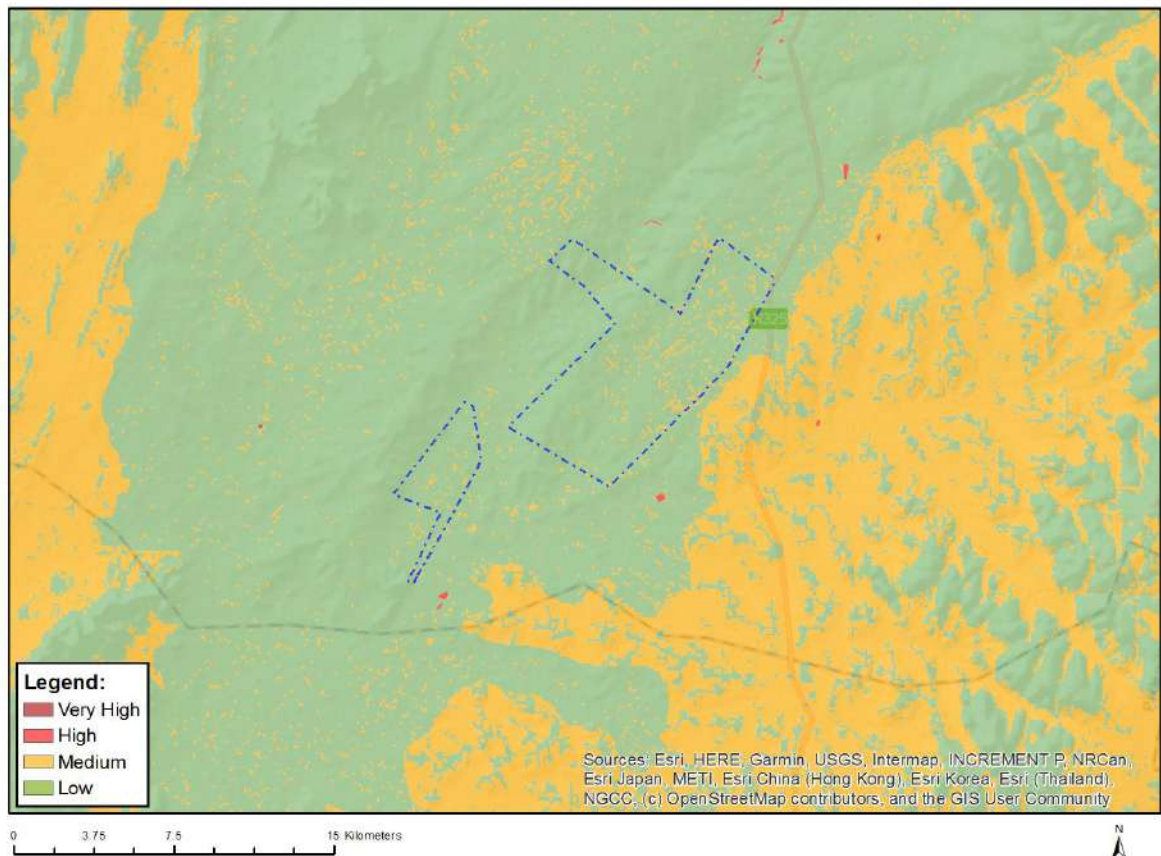 Legend:
Very High
High
Medium
Low
Sources: Esri, HERE, Garmin, USGS, Intermap, INCREMENT P, NRCan,
Esri Japan, METI, Esri China (Hong Kong), Esri Korea, Esri (Thailand),
NGCC, (c) OpenStreetMap contributors, and the GIS User Community
0 3.75 7.5 15 Kilometers
N